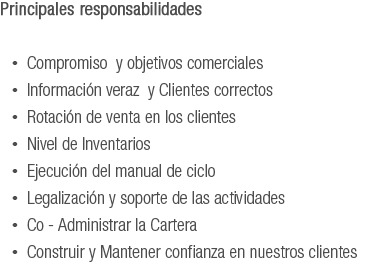 Principales responsabilidades
• Compromiso y objetivos comerciales
• Información veraz y Clientes correctos
• Rotación de venta en los clientes
• Nivel de Inventarios
• Ejecución del manual de ciclo
• Legalización y soporte de las actividades
• Co - Administrar la Cartera
• Construir y Mantener confianza en nuestros clientes